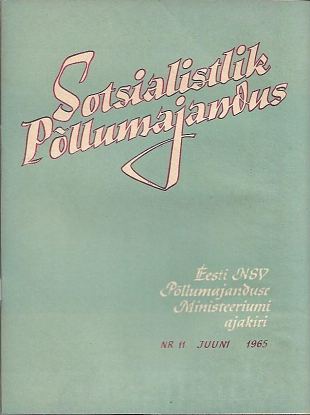 Sotsialistlik
Põllumajandus
Eesti NSV
Põllumajanduse
Ministeeriumi
ajakiri
NR 11 JUUNI 1965